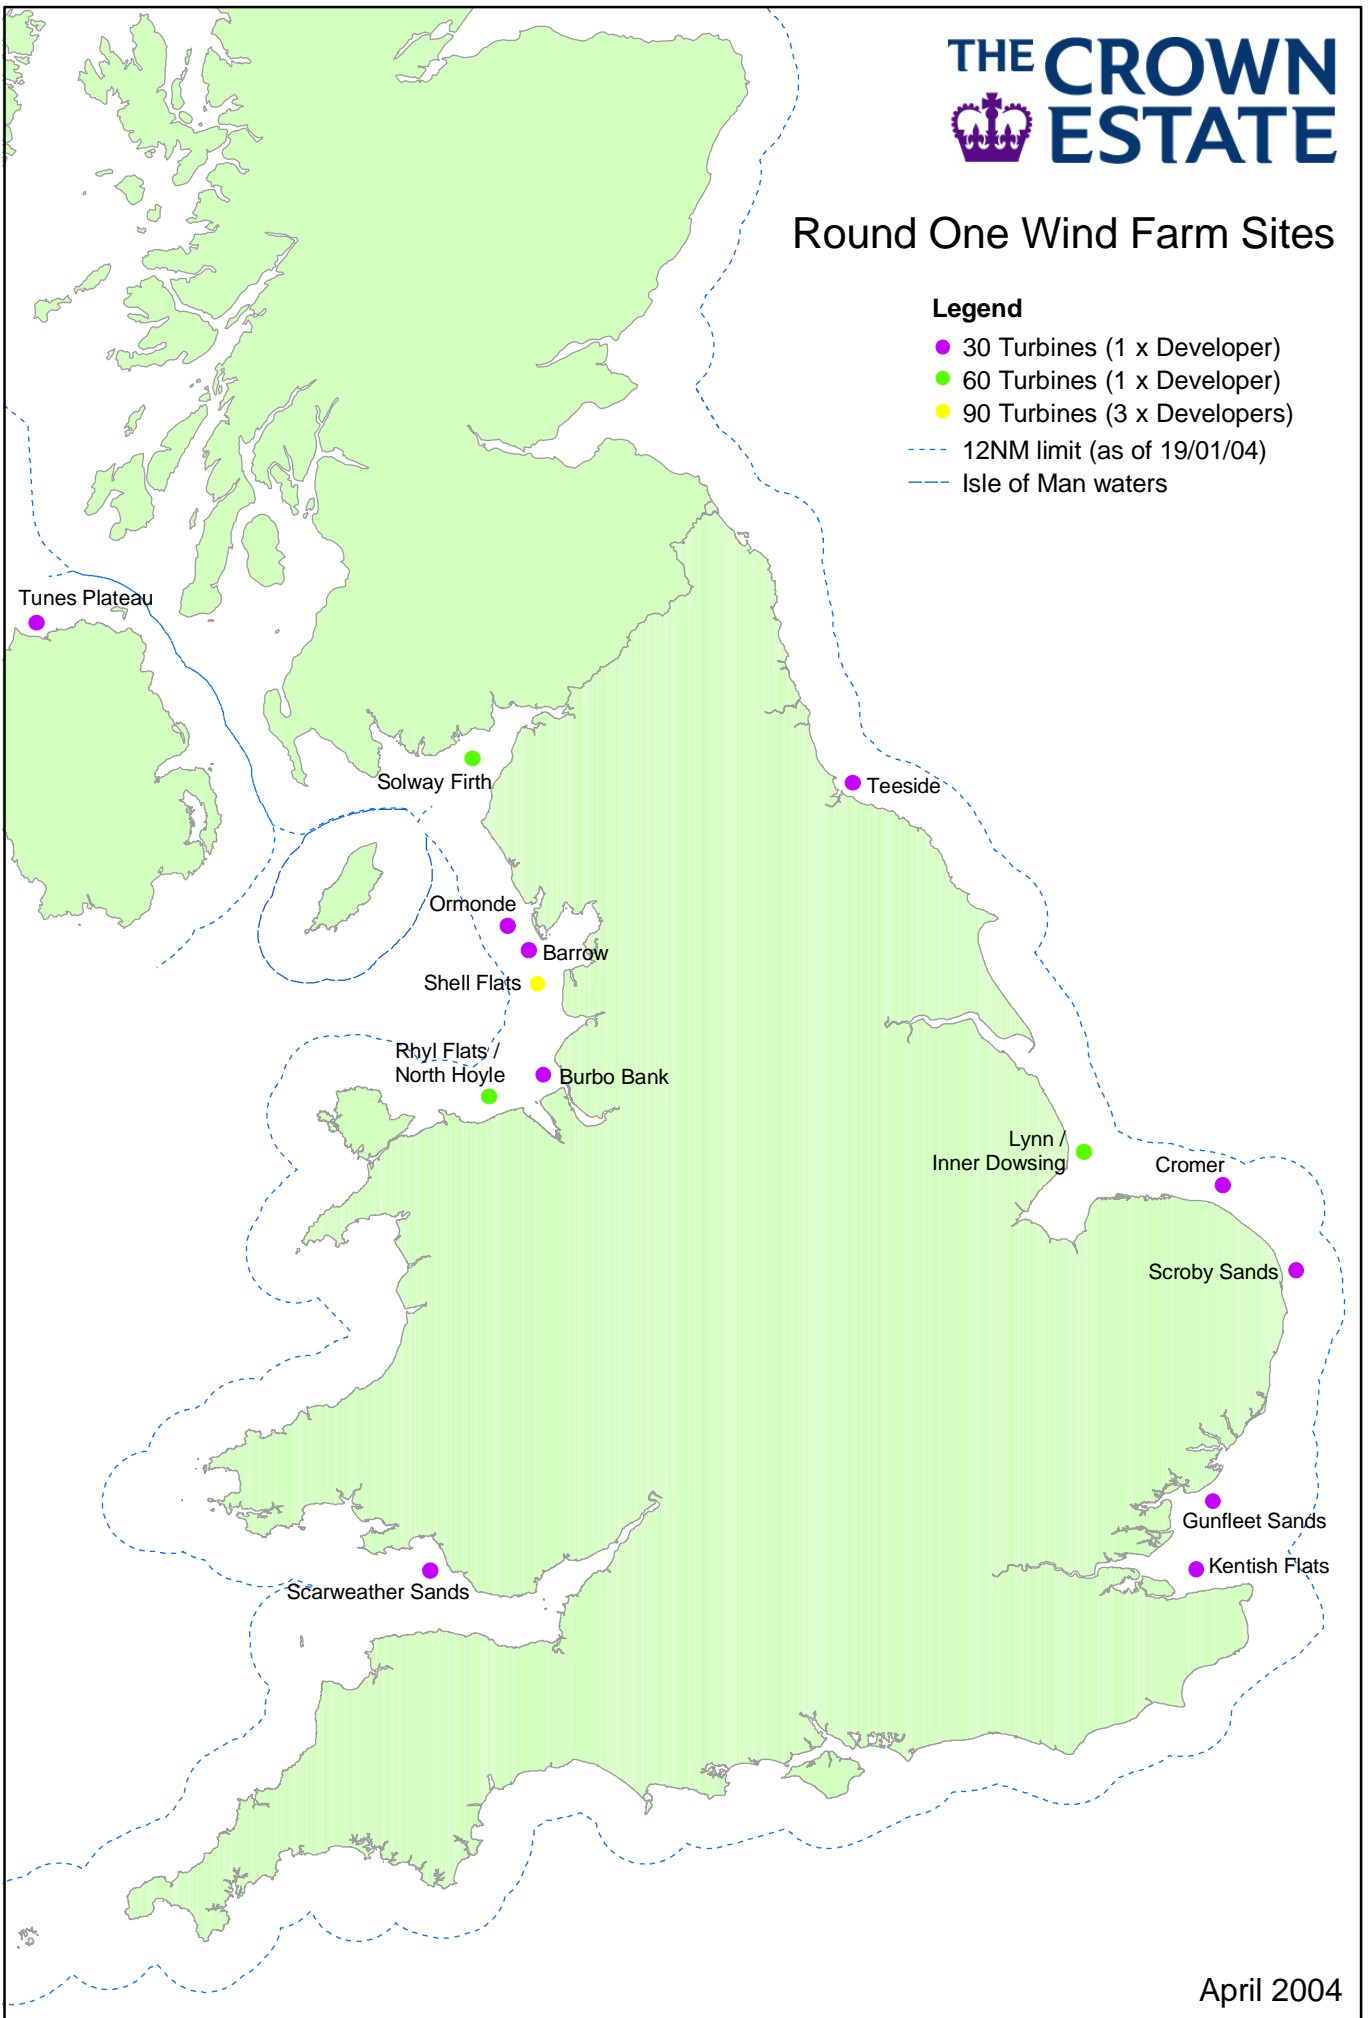 THE CROWN
ESTATE
Round One Wind Farm Sites
Legend
30 Turbines (1 x Developer)
60 Turbines (1 x Developer)
90 Turbines (3 x Developers)
12NM limit (as of 19/01/04)
Isle of Man waters
Tunes Plateau
Solway Firth
Teeside
Ormonde
Barrow
Shell Flats
Rhyl Flats /
North Hoyle
Burbo Bank
Lynn /
Inner Dowsing
Cromer
Scroby Sands
Gunfleet Sands
Kentish Flats
Scarweather Sands
April 2004